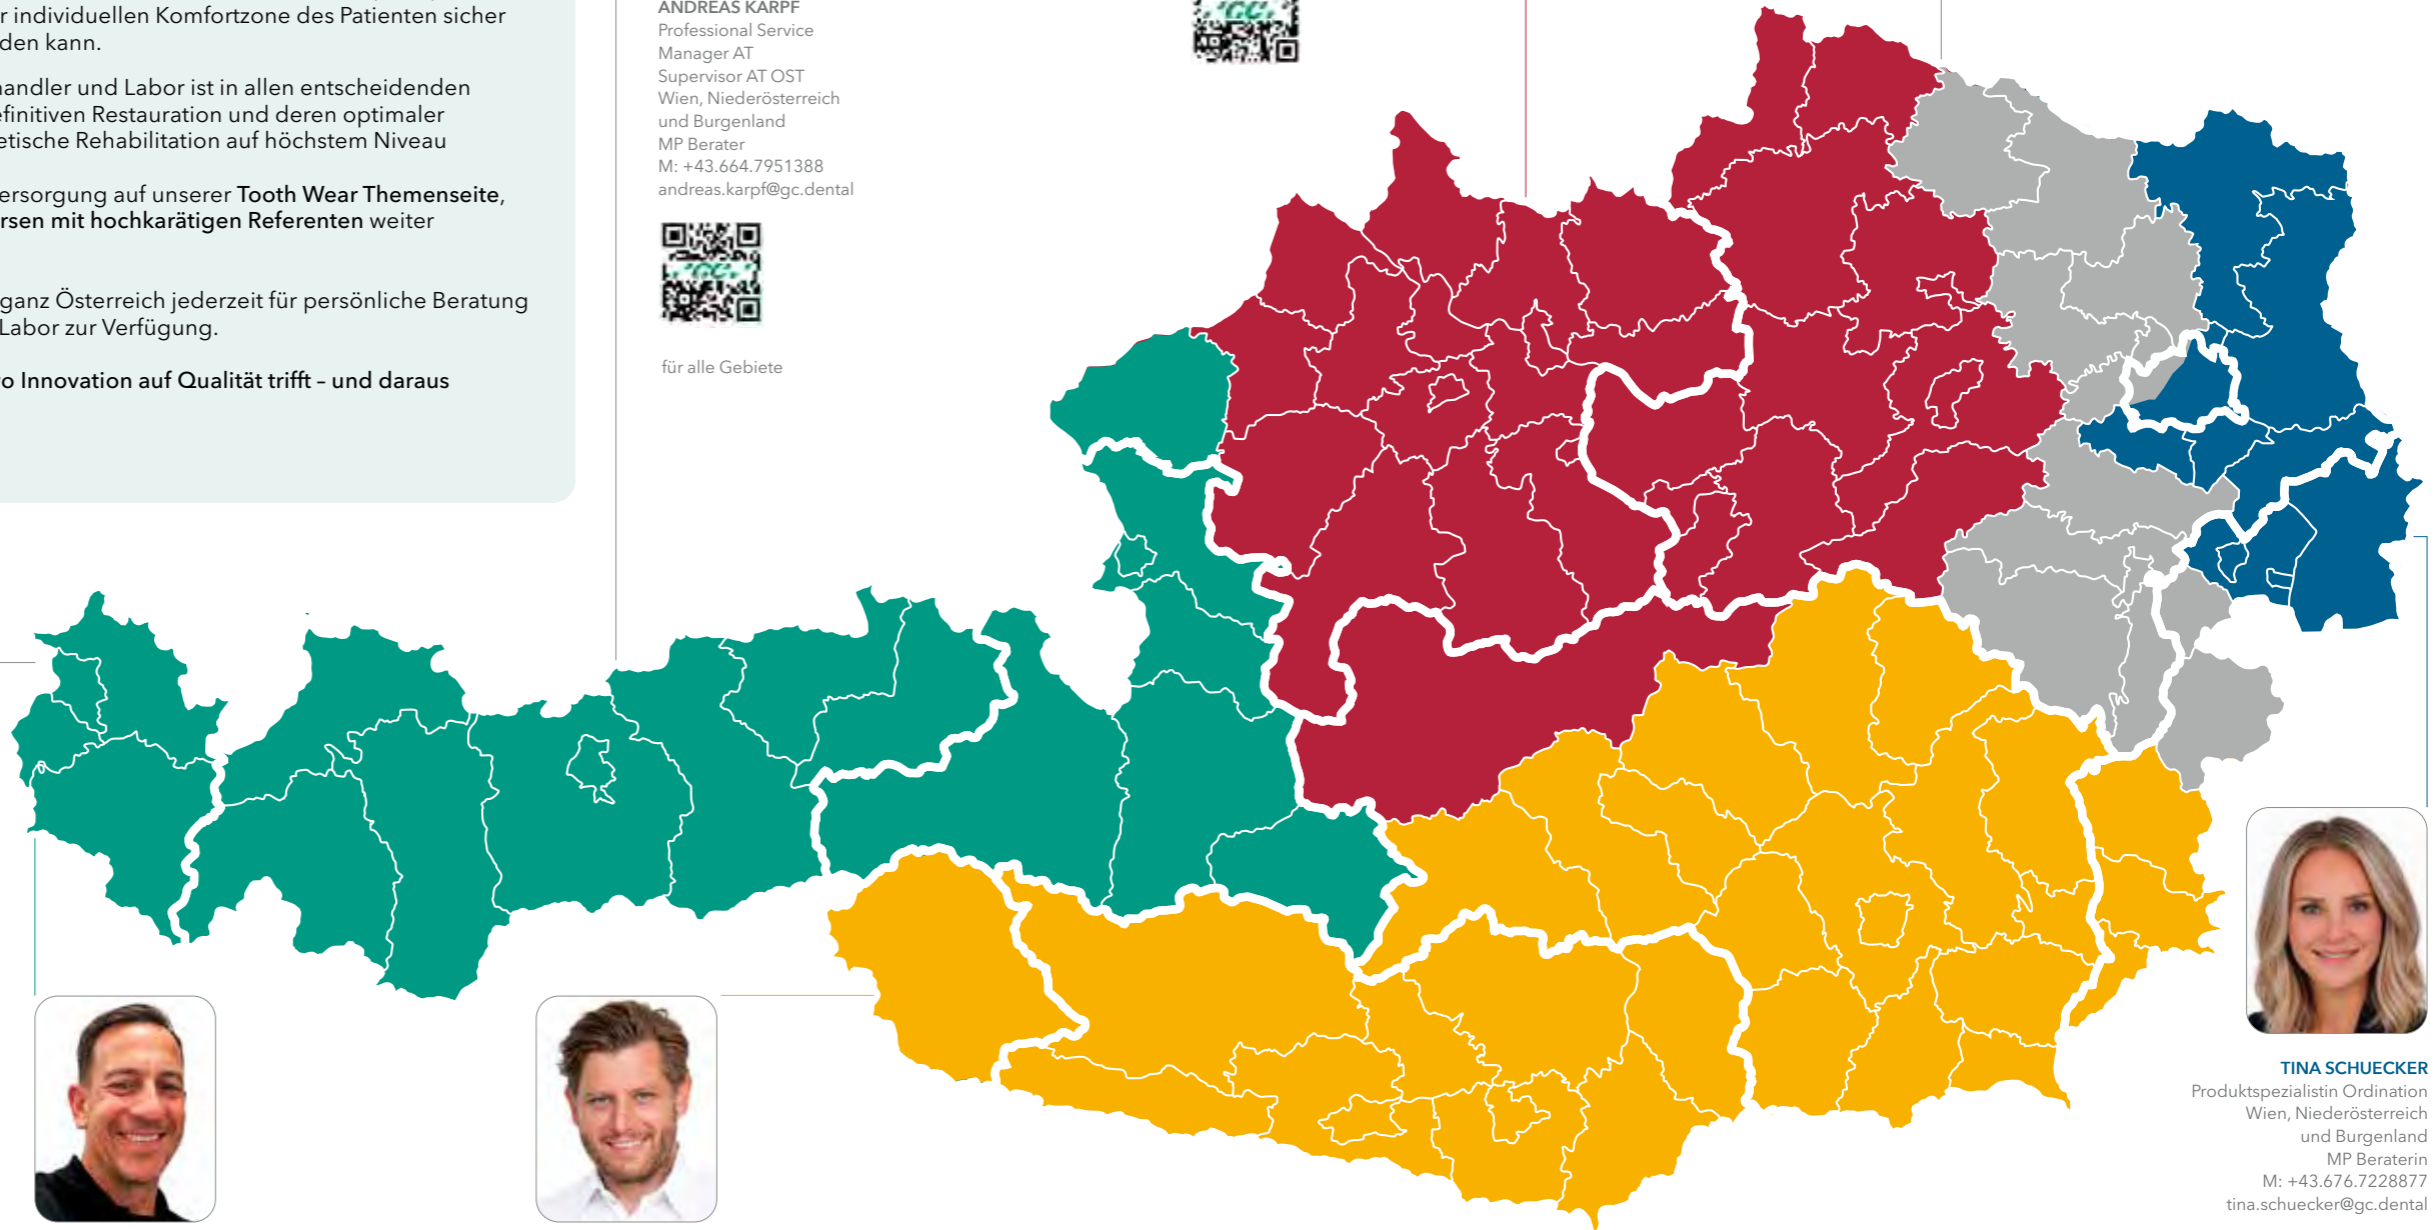 r individuellen Komfortzone des Patienten sicher
den kann.
handler und Labor ist in allen entscheidenden
efinitiven Restauration und deren optimaler
etische Rehabilitation auf höchstem Niveau
ersorgung auf unserer Tooth Wear Themenseite,
rsen mit hochkarätigen Referenten weiter
ganz Österreich jederzeit für persönliche Beratung
Labor zur Verfügung.
o Innovation auf Qualität trifft – und daraus
ANDREAS KARPF
Professional Service
Manager AT
Supervisor AT OST
Wien, Niederösterreich
und Burgenland
MP Berater
M: +43.664.7951388
andreas.karpf@gc.dental
für alle Gebiete
TINA SCHUECKER
Produktspezialistin Ordination
Wien, Niederösterreich
und Burgenland
MP Beraterin
M: +43.676.7228877
tina.schuecker@gc.dental